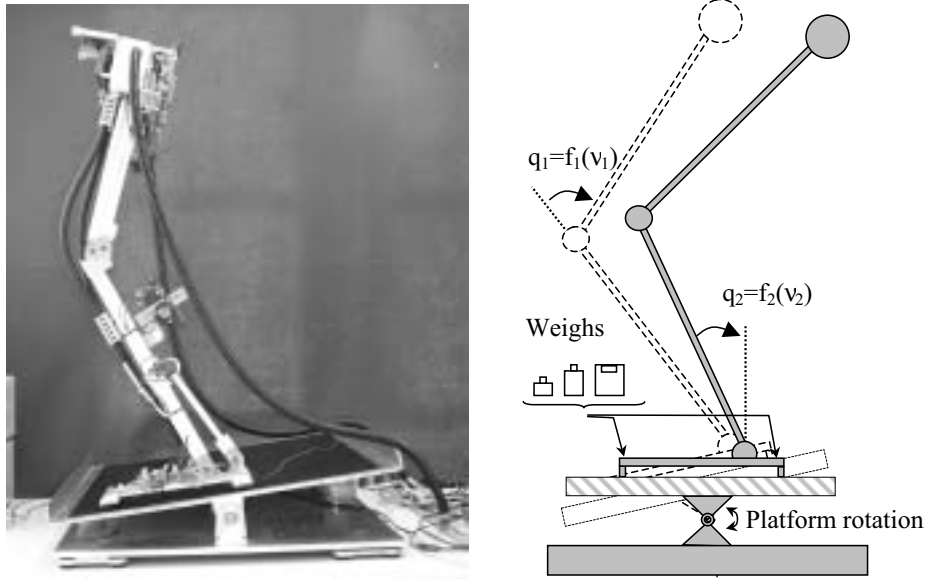 q₁=f₁(ν₁)
q₂=f₂(ν₂)
Weighs
Platform rotation